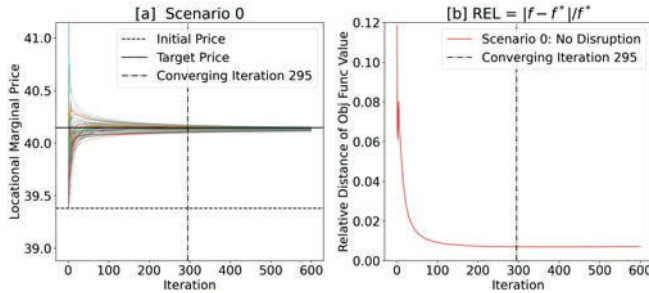 [a] Scenario 0
41.0
40.5
40.0
39.5
39.0
Locational Marginal Price
Initial Price
Target Price
Converging Iteration 295
0 100 200 300 400 500 600
Iteration
[b] REL = |f − f*|/f*
0.12
0.10
0.08
0.06
0.04
0.02
0.00
Relative Distance of Obj Func Value
Scenario 0: No Disruption
Converging Iteration 295
0 100 200 300 400 500 600
Iteration